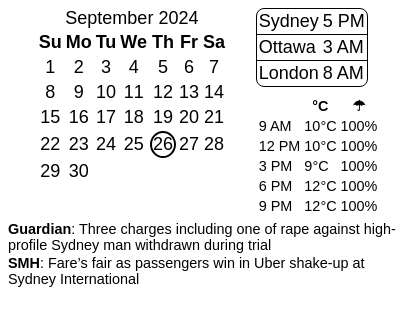 September 2024
Su Mo Tu We Th Fr Sa
1 2 3 4 5 6 7
8 9 10 11 12 13 14
15 16 17 18 19 20 21
22 23 24 25 26 27 28
29 30
Sydney 5 PM
Ottawa 3 AM
London 8 AM
°C ☂
9 AM 10°C 100%
12 PM 10°C 100%
3 PM 9°C 100%
6 PM 12°C 100%
9 PM 12°C 100%
Guardian: Three charges including one of rape against high-
profile Sydney man withdrawn during trial
SMH: Fare’s fair as passengers win in Uber shake-up at
Sydney International